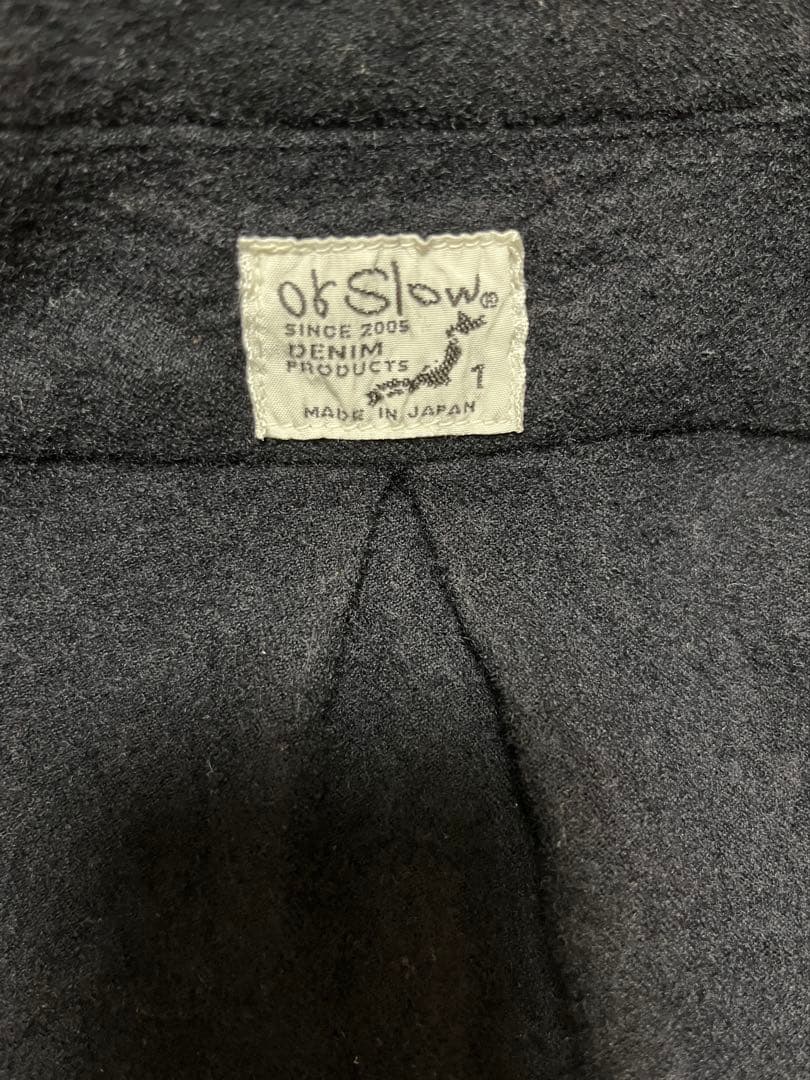 orSlow®
SINCE 2005
DENIM
PRODUCTS
1
MADE IN JAPAN